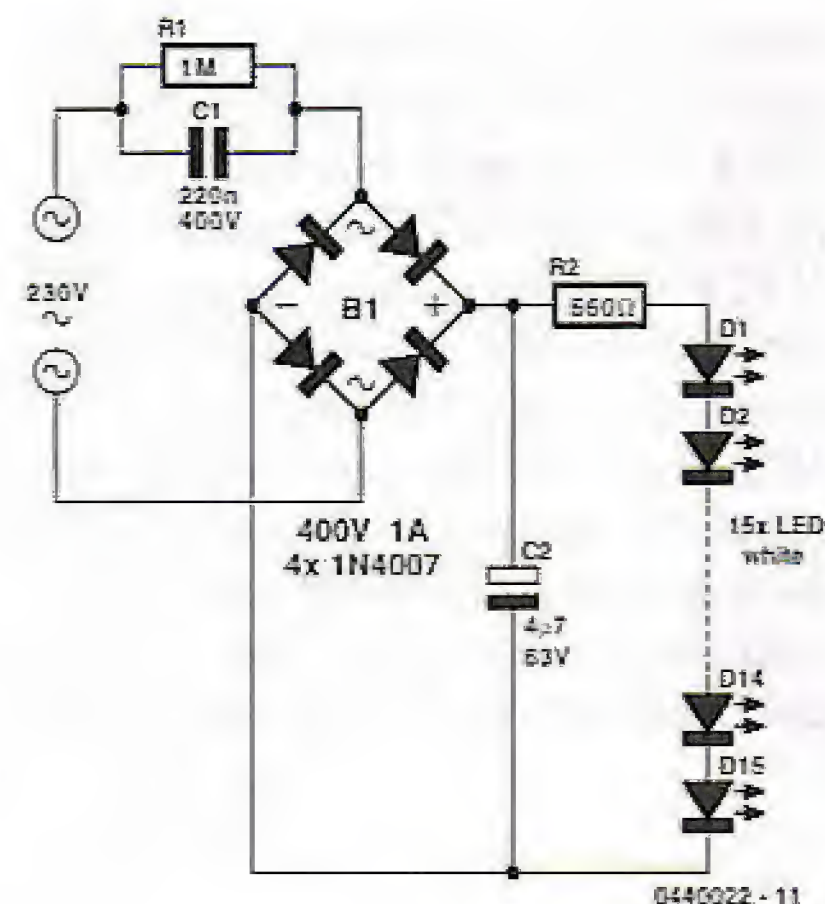 R1
1M
C1
220n
400V
230V
~
~
− B1 +
~
R2
560Ω
D1
D2
400V 1A
4x 1N4007
15x LED
white
C2
4µ7
63V
D14
D15
0440022 - 11